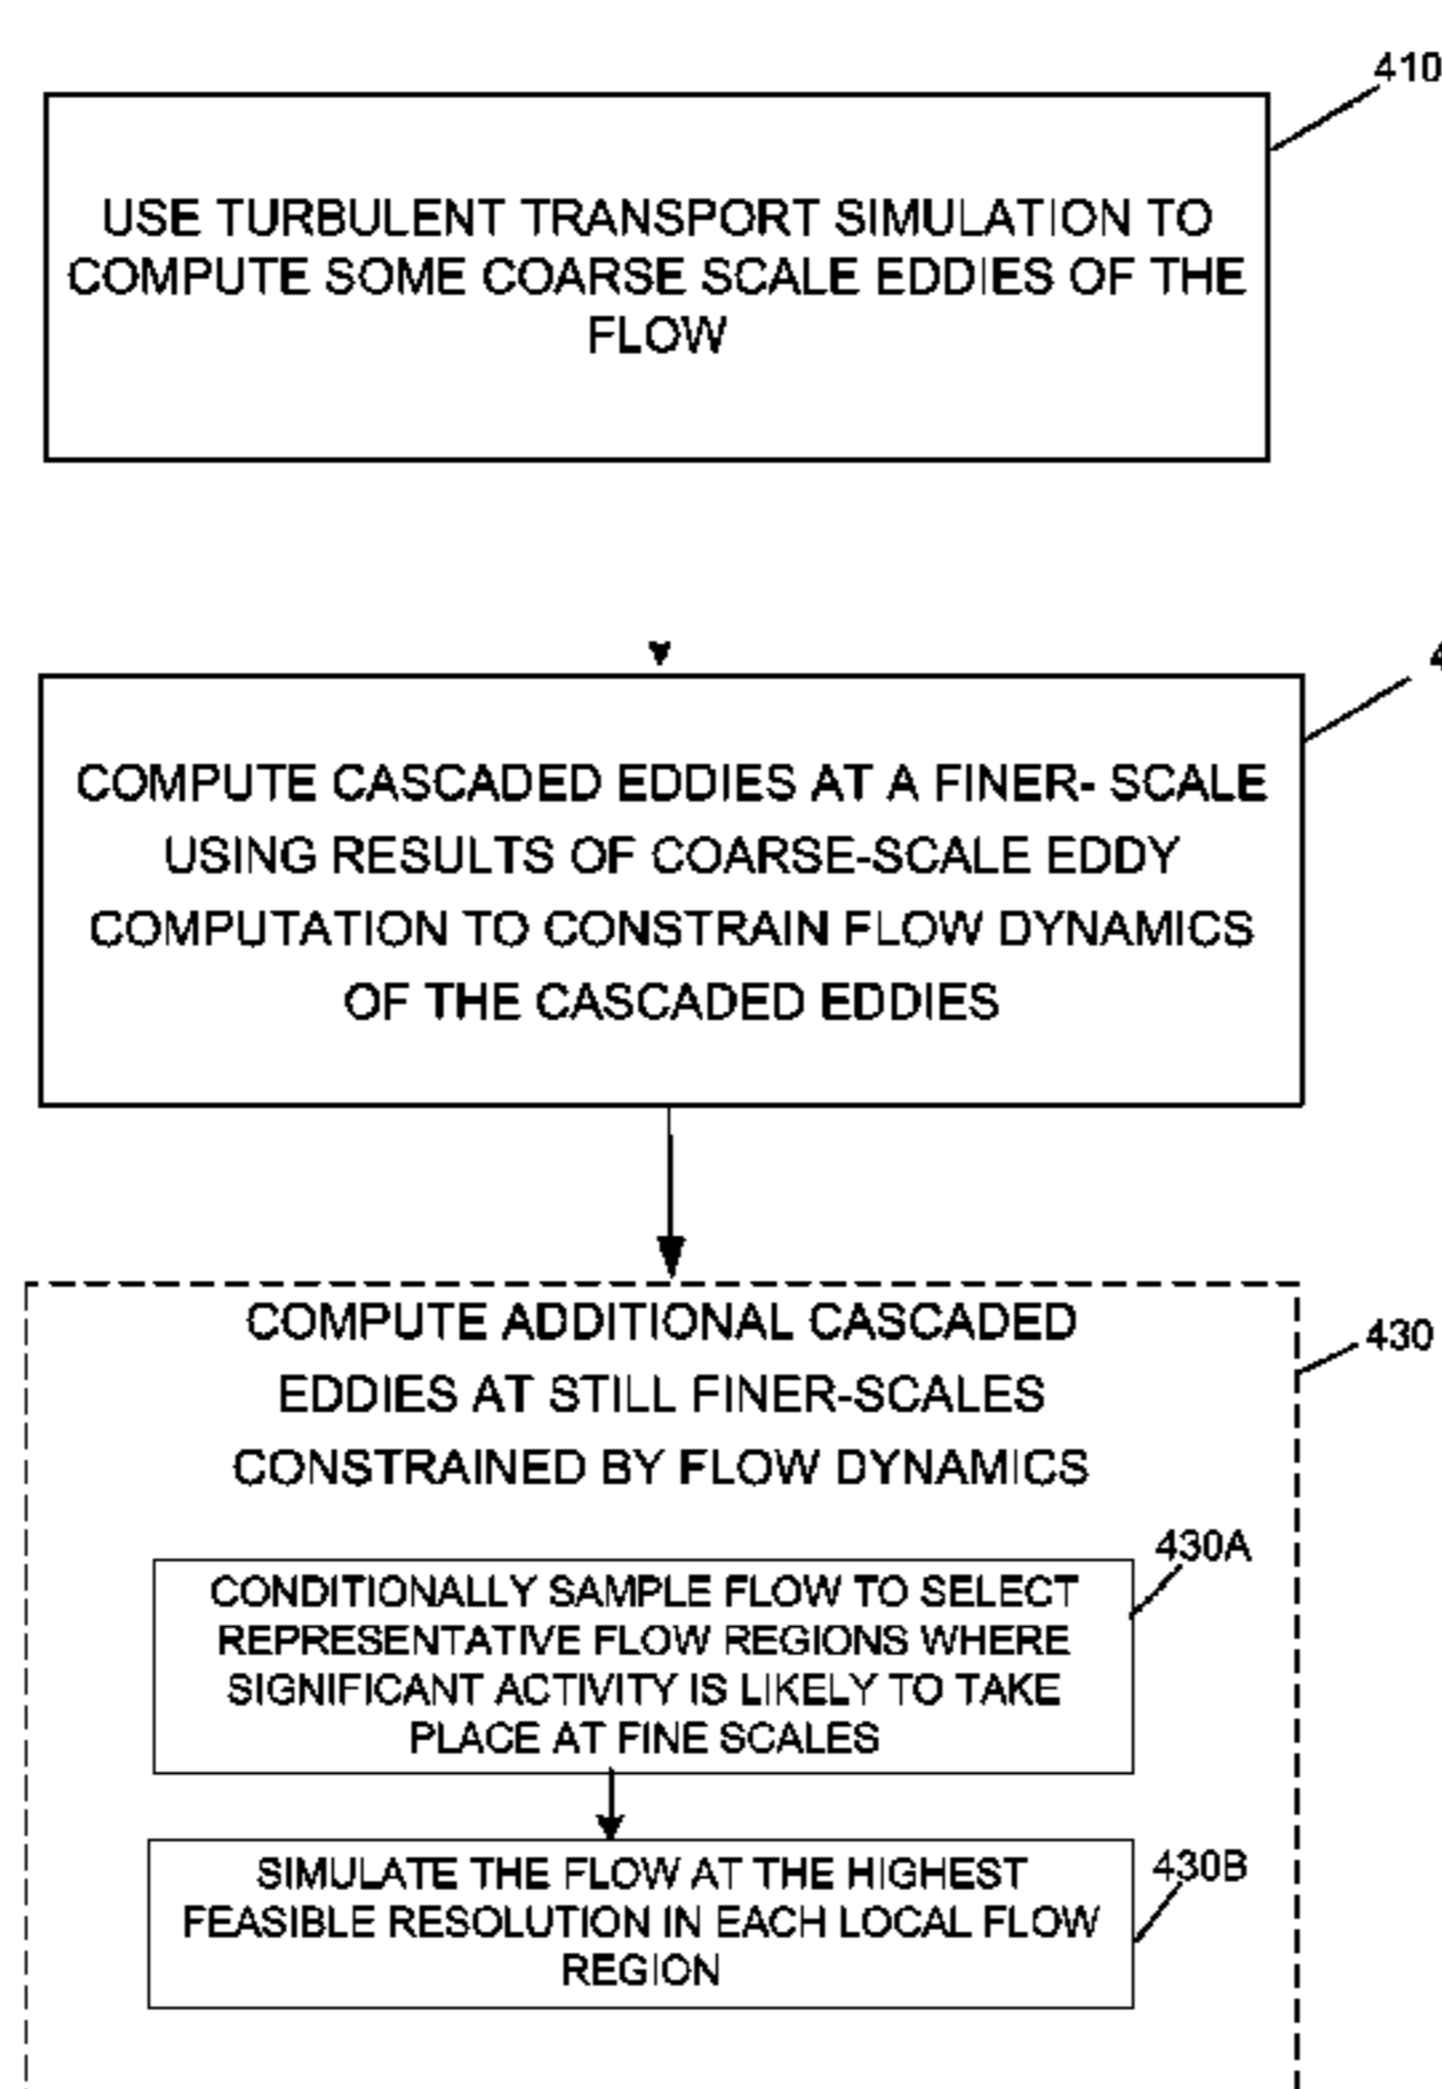 410
USE TURBULENT TRANSPORT SIMULATION TO
COMPUTE SOME COARSE SCALE EDDIES OF THE
FLOW
COMPUTE CASCADED EDDIES AT A FINER- SCALE
USING RESULTS OF COARSE-SCALE EDDY
COMPUTATION TO CONSTRAIN FLOW DYNAMICS
OF THE CASCADED EDDIES
COMPUTE ADDITIONAL CASCADED
EDDIES AT STILL FINER-SCALES
CONSTRAINED BY FLOW DYNAMICS
430
430A
CONDITIONALLY SAMPLE FLOW TO SELECT
REPRESENTATIVE FLOW REGIONS WHERE
SIGNIFICANT ACTIVITY IS LIKELY TO TAKE
PLACE AT FINE SCALES
430B
SIMULATE THE FLOW AT THE HIGHEST
FEASIBLE RESOLUTION IN EACH LOCAL FLOW
REGION